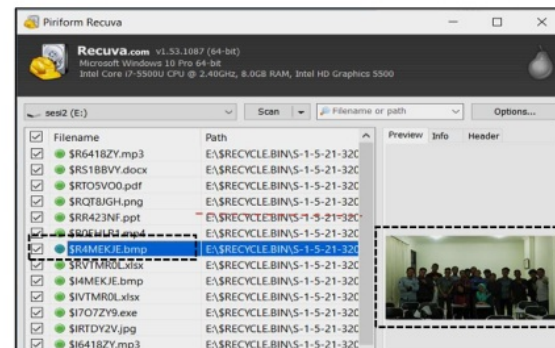 Piriform Recuva
Recuva.com v1.53.1087 (64-bit)
Microsoft Windows 10 Pro 64-bit
Intel Core i7-5500U CPU @ 2.40GHz, 8.0GB RAM, Intel HD Graphics 5500
sesi2 (E:)
Scan
Filename or path
Options...
Filename Path
Preview Info Header
$R6418ZY.mp3 E:\$RECYCLE.BIN\S-1-5-21-320
$RS1BBVY.docx E:\$RECYCLE.BIN\S-1-5-21-320
$RTO5VO0.pdf E:\$RECYCLE.BIN\S-1-5-21-320
$RQT8JGH.png E:\$RECYCLE.BIN\S-1-5-21-320
$RR423NF.ppt E:\$RECYCLE.BIN\S-1-5-21-320
E:\$RECYCLE.BIN\S-1-5-21-320
$R4MEKJE.bmp E:\$RECYCLE.BIN\S-1-5-21-320
$RVTMR0L.xlsx E:\$RECYCLE.BIN\S-1-5-21-320
$I4MEKJE.bmp E:\$RECYCLE.BIN\S-1-5-21-320
$IVTMR0L.xlsx E:\$RECYCLE.BIN\S-1-5-21-320
$I7O7ZY9.exe E:\$RECYCLE.BIN\S-1-5-21-320
$IRTDY2V.jpg E:\$RECYCLE.BIN\S-1-5-21-320
$I6418ZY.mp3 E:\$RECYCLE.BIN\S-1-5-21-320